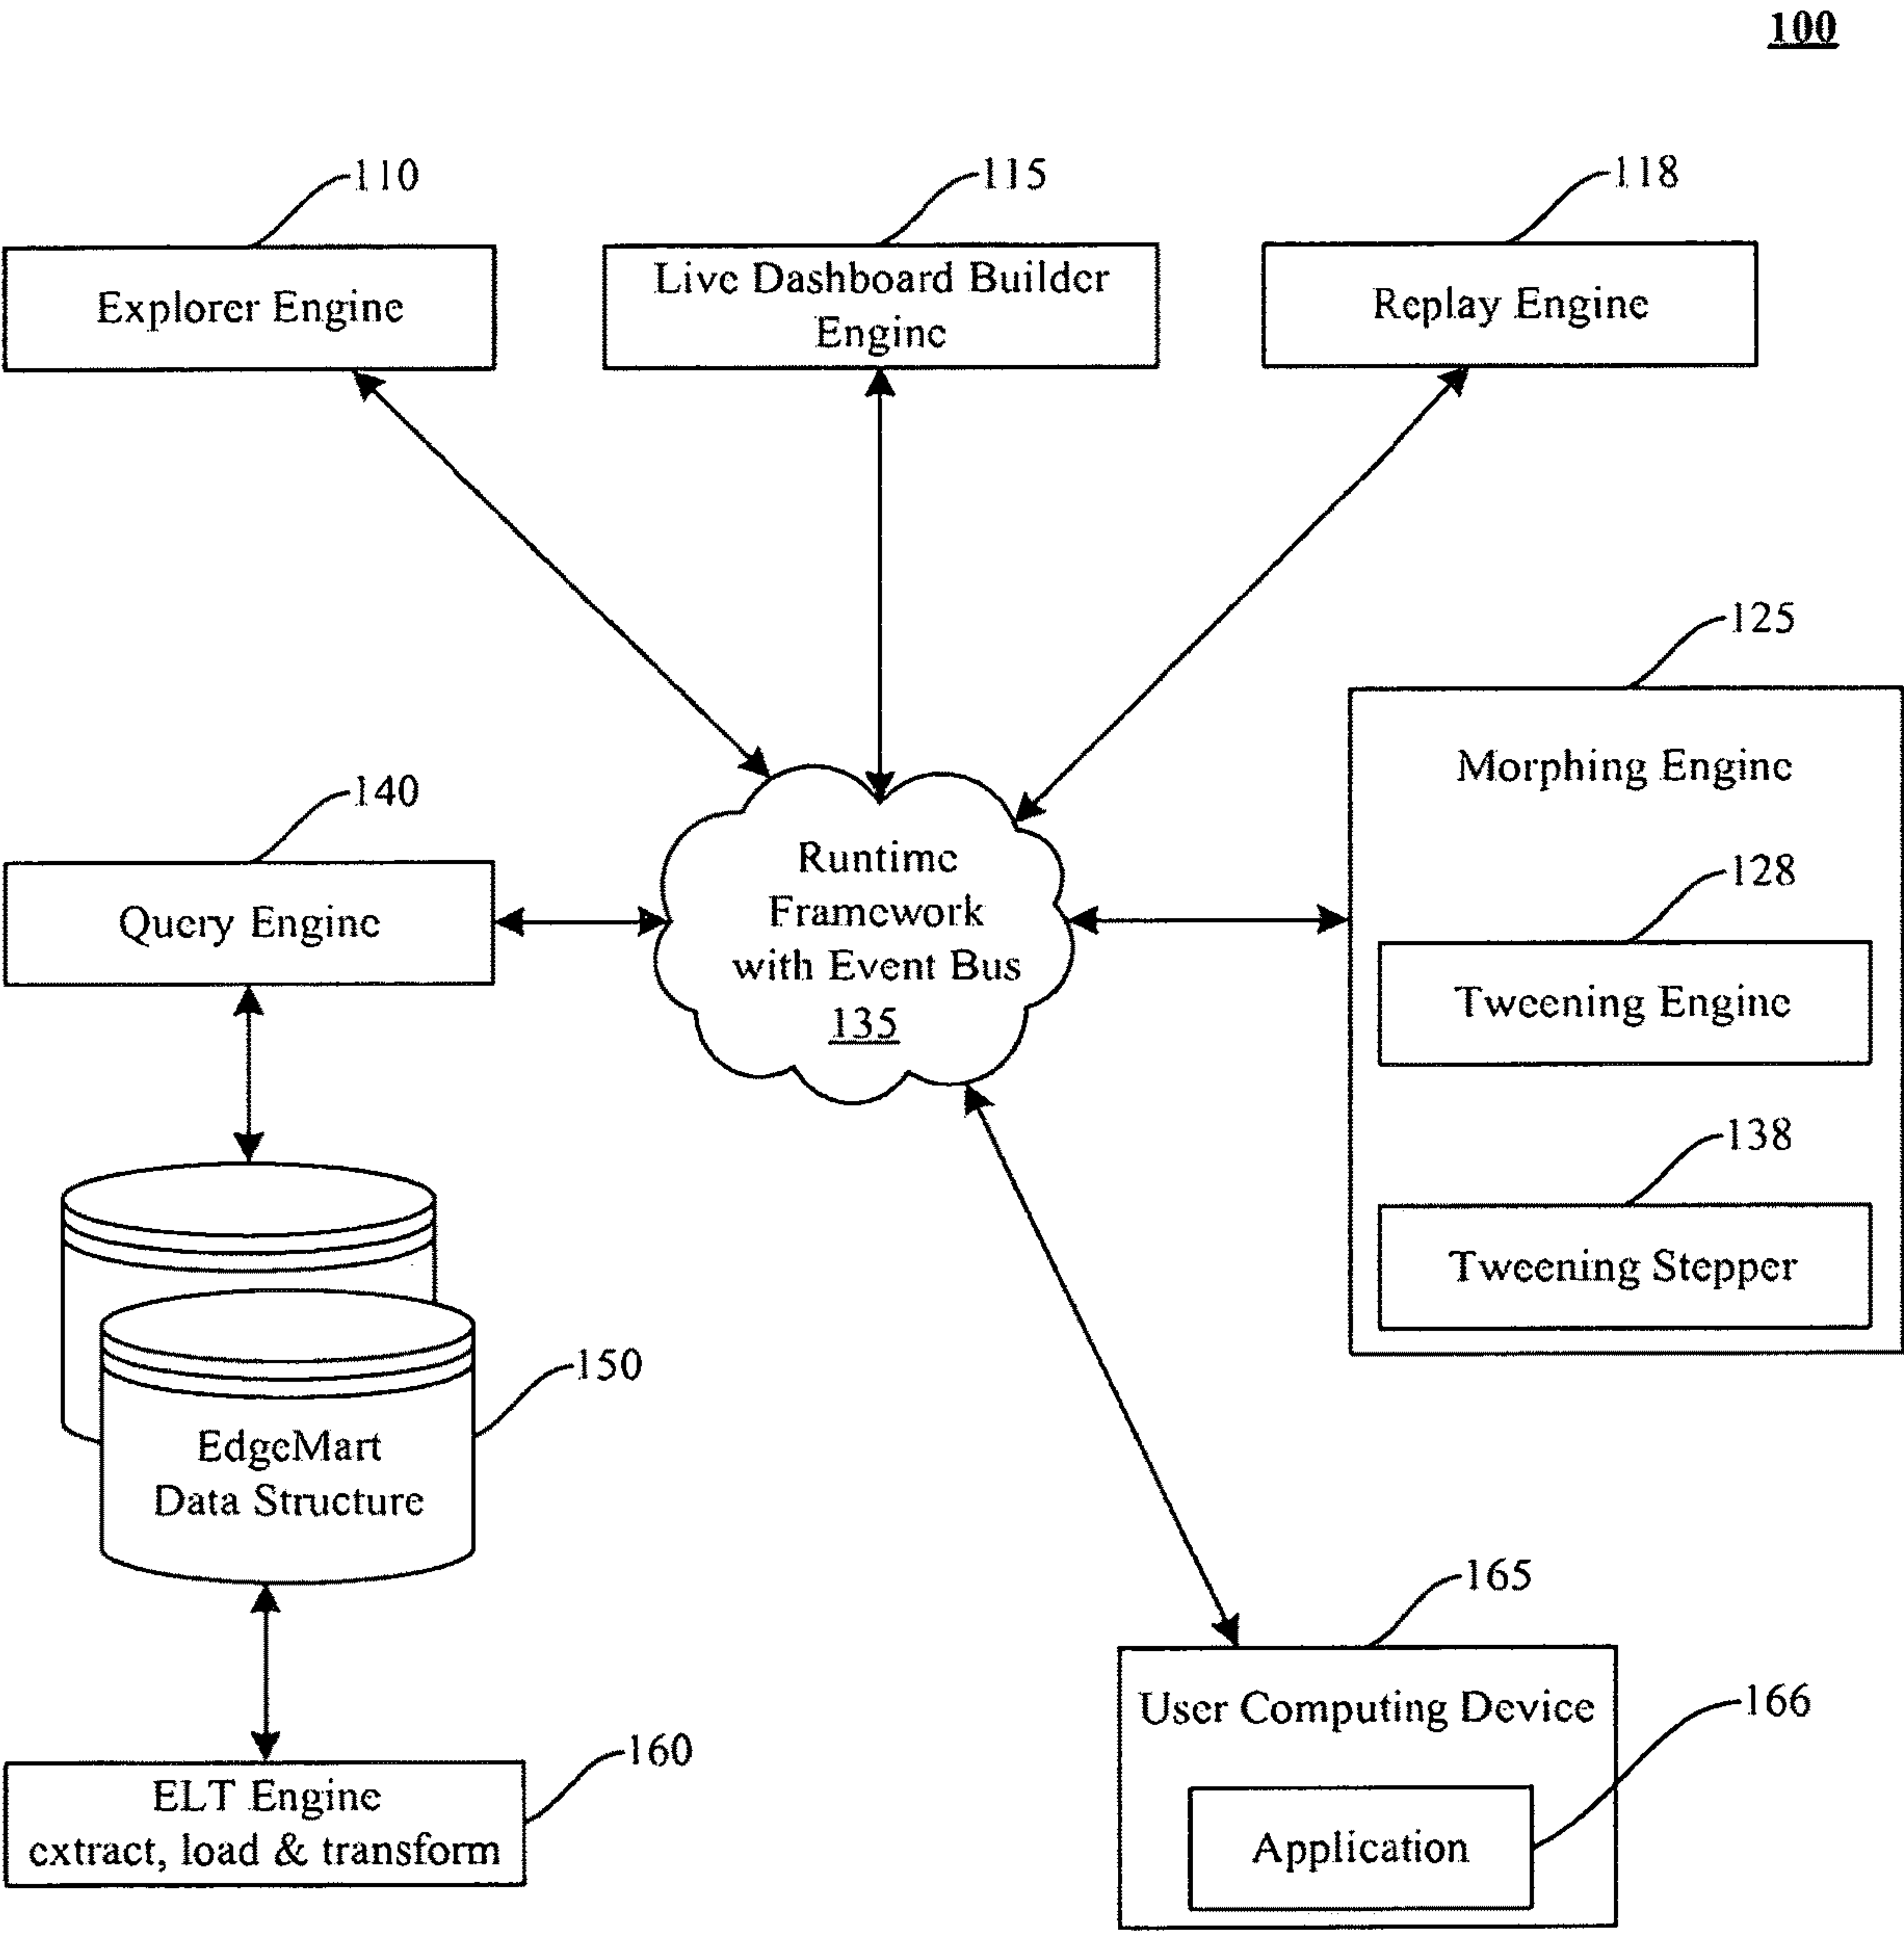 100
110
115
118
Explorer Engine
Live Dashboard Builder
Engine
Replay Engine
125
Morphing Engine
140
Query Engine
Runtime
Framework
with Event Bus
135
128
Tweening Engine
138
Tweening Stepper
150
EdgeMart
Data Structure
165
User Computing Device
166
Application
160
ELT Engine
extract, load & transform